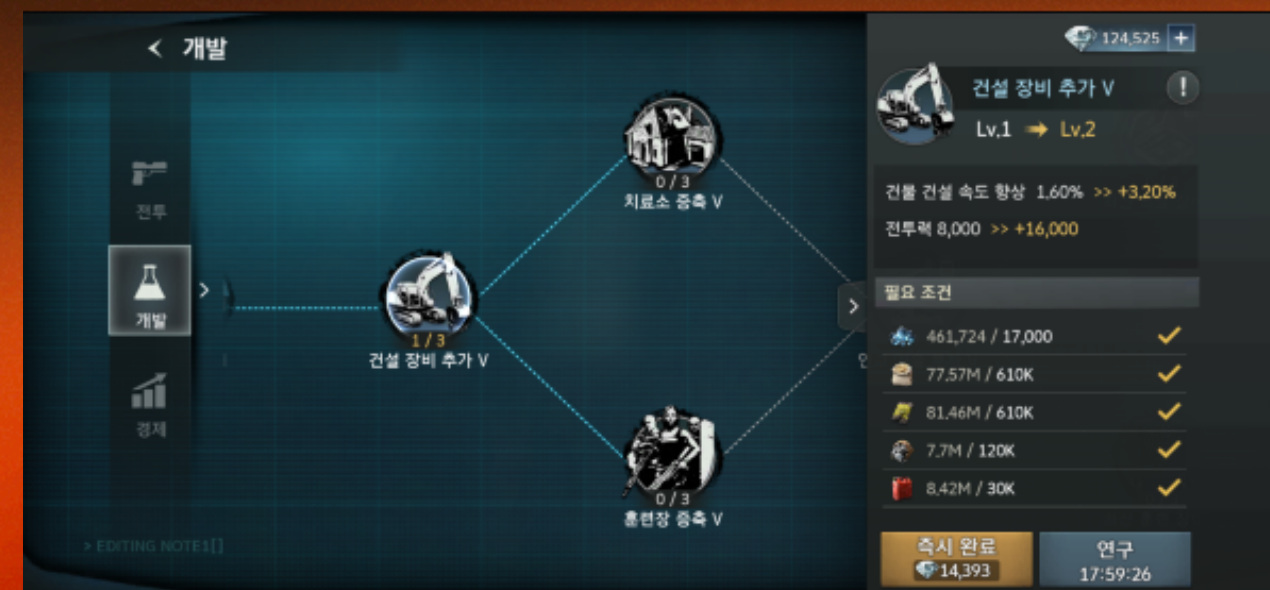 개발
전투
개발
경제
0 / 3
치료소 증축 V
1 / 3
건설 장비 추가 V
0 / 3
훈련장 증축 V
> EDITING NOTE1[]
124,525 +
건설 장비 추가 V
!
Lv.1 → Lv.2
건물 건설 속도 향상 1.60% >> +3.20%
전투력 8,000 >> +16,000
필요 조건
461,724 / 17,000
77.57M / 610K
81.46M / 610K
7.7M / 120K
8.42M / 30K
즉시 완료
14,393
연구
17:59:26